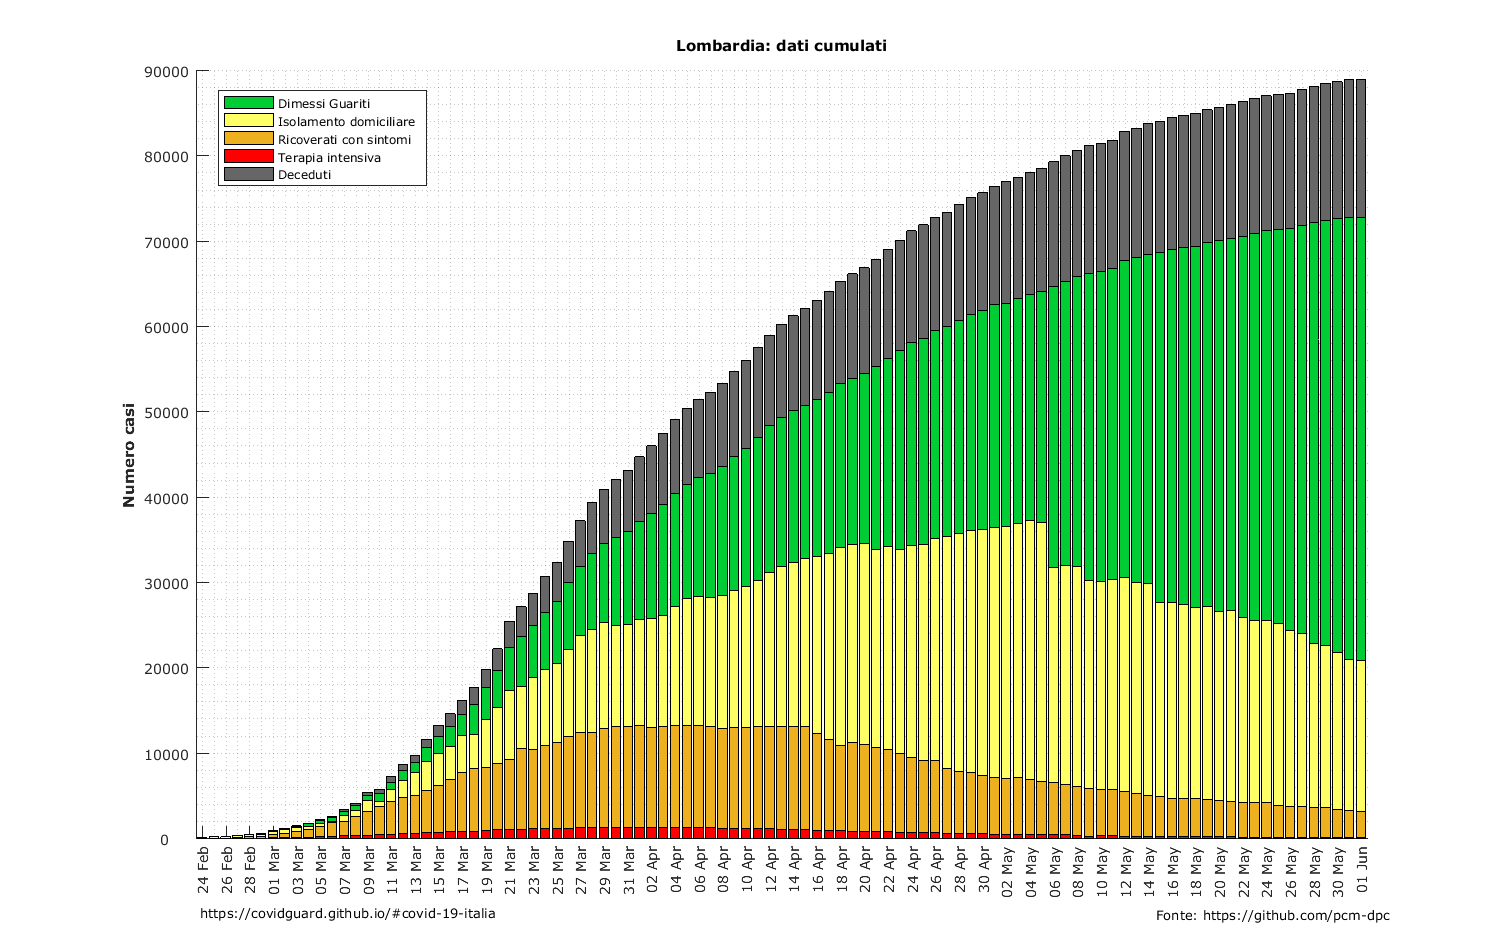 Lombardia: dati cumulati
90000
80000
70000
60000
50000
40000
30000
20000
10000
0
Numero casi
Dimessi Guariti
Isolamento domiciliare
Ricoverati con sintomi
Terapia intensiva
Deceduti
24 Feb
26 Feb
28 Feb
01 Mar
03 Mar
05 Mar
07 Mar
09 Mar
11 Mar
13 Mar
15 Mar
17 Mar
19 Mar
21 Mar
23 Mar
25 Mar
27 Mar
29 Mar
31 Mar
02 Apr
04 Apr
06 Apr
08 Apr
10 Apr
12 Apr
14 Apr
16 Apr
18 Apr
20 Apr
22 Apr
24 Apr
26 Apr
28 Apr
30 Apr
02 May
04 May
06 May
08 May
10 May
12 May
14 May
16 May
18 May
20 May
22 May
24 May
26 May
28 May
30 May
01 Jun
https://covidguard.github.io/#covid-19-italia
Fonte: https://github.com/pcm-dpc